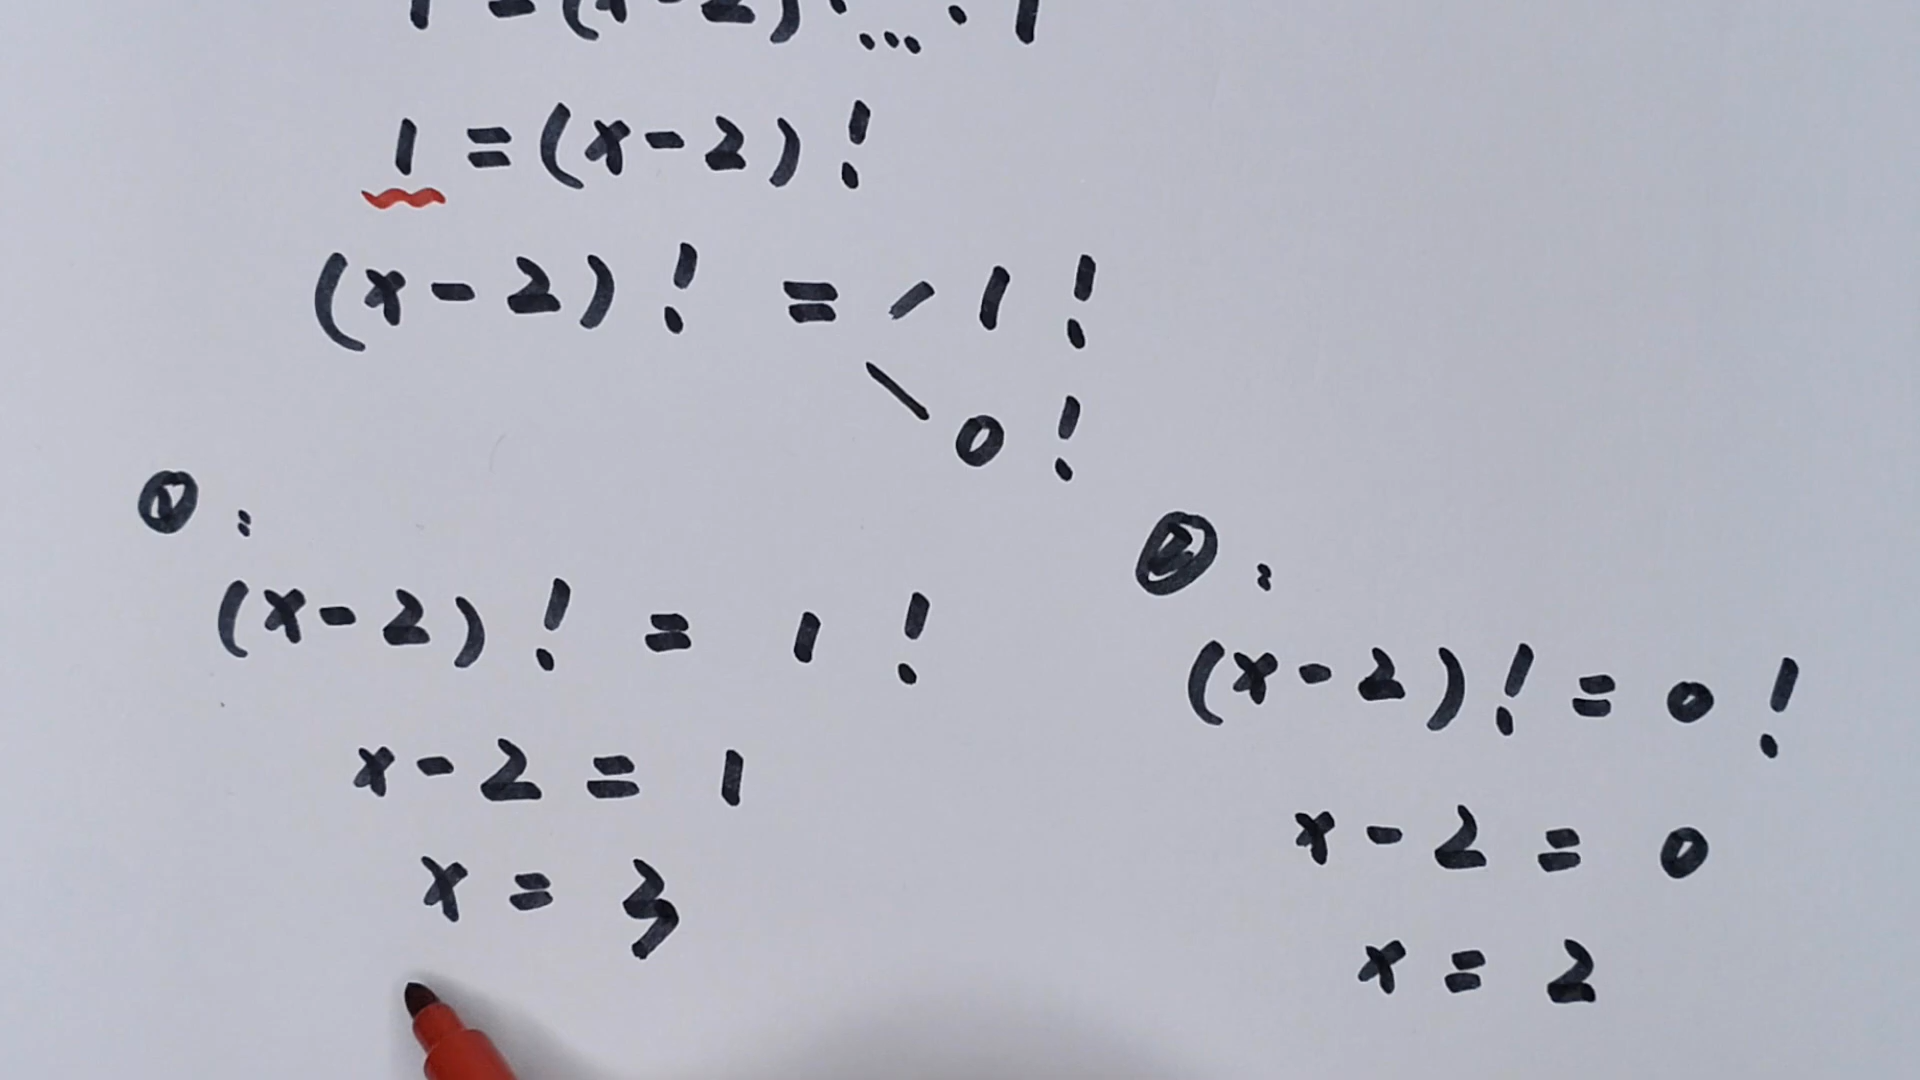 1 = (x-2)!
(x-2)! = 1!
0!
①:
(x-2)! = 1!
x-2 = 1
x = 3
②:
(x-2)! = 0!
x-2 = 0
x = 2